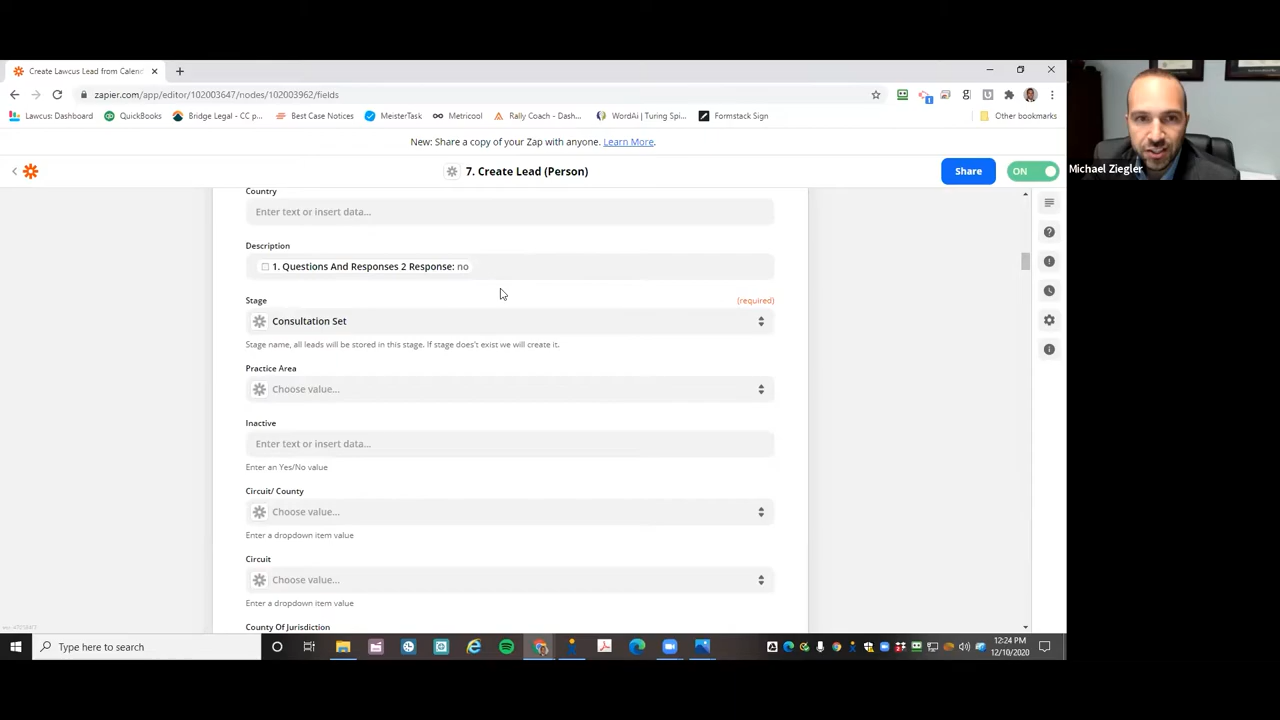 Create Lawcus Lead from Calend
zapier.com/app/editor/102003647/nodes/102003962/fields
Lawcus: Dashboard
QuickBooks
Bridge Legal - CC p...
Best Case Notices
MeisterTask
Metricool
Rally Coach - Dash...
WordAi | Turing Spi...
Formstack Sign
Other bookmarks
New: Share a copy of your Zap with anyone. Learn More.
7. Create Lead (Person)
Share
ON
Michael Ziegler
Country
Enter text or insert data...
Description
1. Questions And Responses 2 Response: no
Stage
(required)
Consultation Set
Stage name, all leads will be stored in this stage. If stage does't exist we will create it.
Practice Area
Choose value...
Inactive
Enter text or insert data...
Enter an Yes/No value
Circuit/ County
Choose value...
Enter a dropdown item value
Circuit
Choose value...
Enter a dropdown item value
County Of Jurisdiction
Type here to search
12:24 PM
12/10/2020